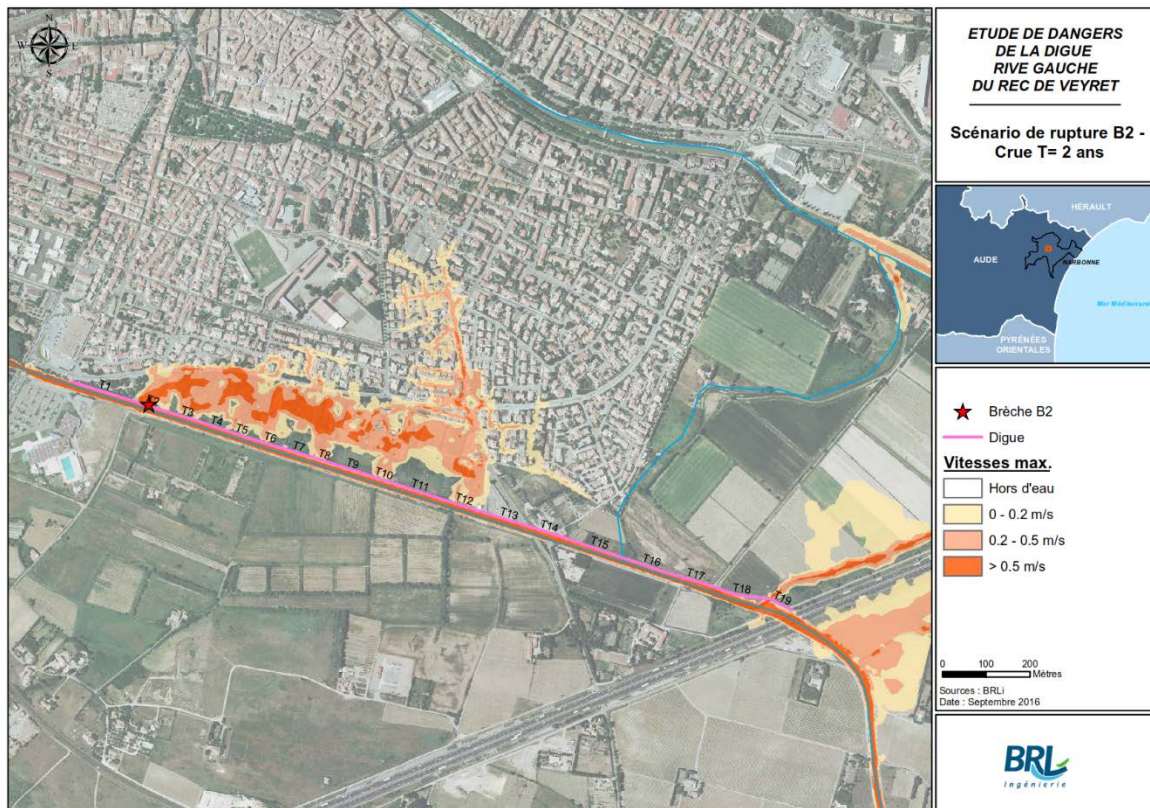 N
W
E
S
T1
T2
T3
T4
T5
T6
T7
T8
T9
T10
T11
T12
T13
T14
T15
T16
T17
T18
T19
ETUDE DE DANGERS
DE LA DIGUE
RIVE GAUCHE
DU REC DE VEYRET
Scénario de rupture B2 -
Crue T= 2 ans
HÉRAULT
AUDE
NARBONNE
Mer Méditerrané
PYRÉNÉES
ORIENTALES
Brèche B2
Digue
Vitesses max.
Hors d'eau
0 - 0.2 m/s
0.2 - 0.5 m/s
> 0.5 m/s
0 100 200
Mètres
Sources : BRLi
Date : Septembre 2016
BRL
Ingénierie